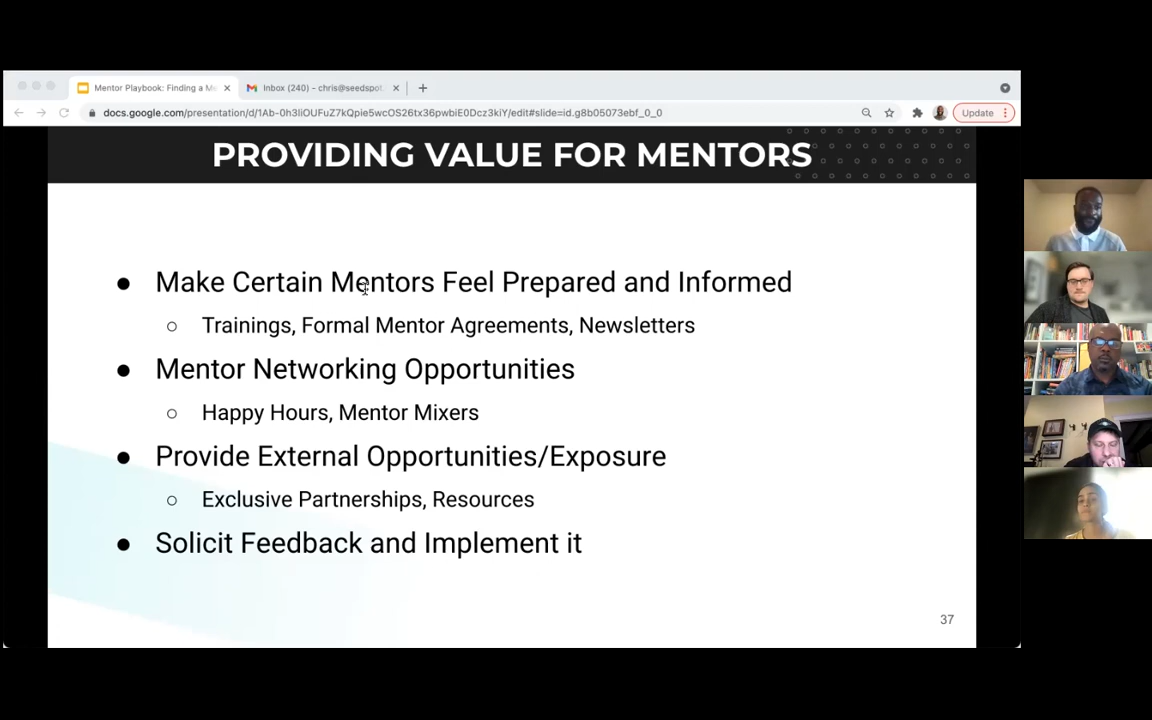 Mentor Playbook: Finding a Me
Inbox (240) - chris@seedspot.
docs.google.com/presentation/d/1Ab-0h3liOUFuZ7kQpie5wcOS26tx36pwbiE0Dcz3kiY/edit#slide=id.g8b05073ebf_0_0
Update
PROVIDING VALUE FOR MENTORS
● Make Certain Mentors Feel Prepared and Informed
○ Trainings, Formal Mentor Agreements, Newsletters
● Mentor Networking Opportunities
○ Happy Hours, Mentor Mixers
● Provide External Opportunities/Exposure
○ Exclusive Partnerships, Resources
● Solicit Feedback and Implement it
37